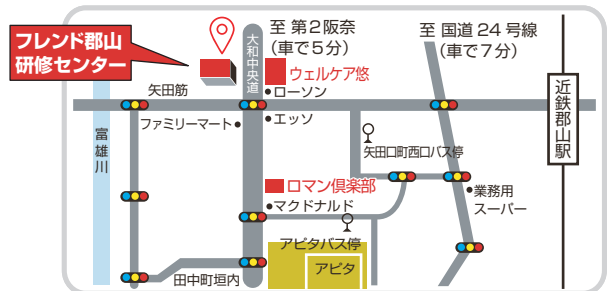 フレンド郡山
研修センター
至 第2阪奈
(車で5分)
至 国道24号線
(車で7分)
大和中央道
ウェルケア悠
ローソン
矢田筋
ファミリーマート
エッソ
富雄川
矢田口町西口バス停
近鉄郡山駅
ロマン倶楽部
マクドナルド
業務用
スーパー
アピタバス停
アピタ
田中町垣内